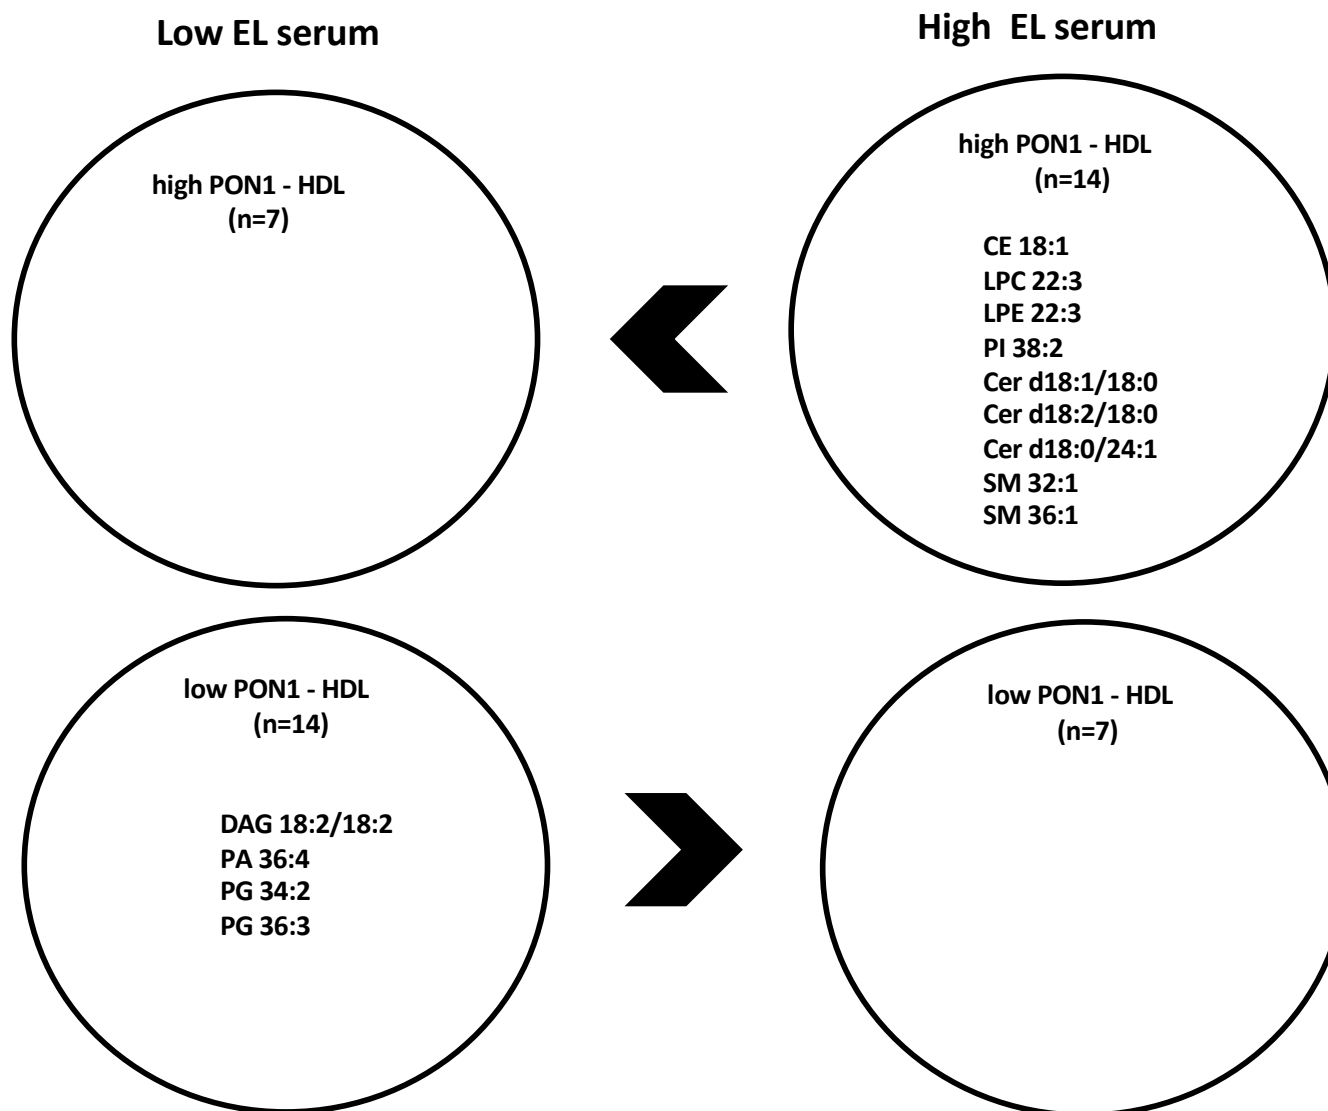 Low EL serum
High EL serum
high PON1 - HDL
(n=7)
high PON1 - HDL
(n=14)
CE 18:1
LPC 22:3
LPE 22:3
PI 38:2
Cer d18:1/18:0
Cer d18:2/18:0
Cer d18:0/24:1
SM 32:1
SM 36:1
low PON1 - HDL
(n=14)
DAG 18:2/18:2
PA 36:4
PG 34:2
PG 36:3
low PON1 - HDL
(n=7)